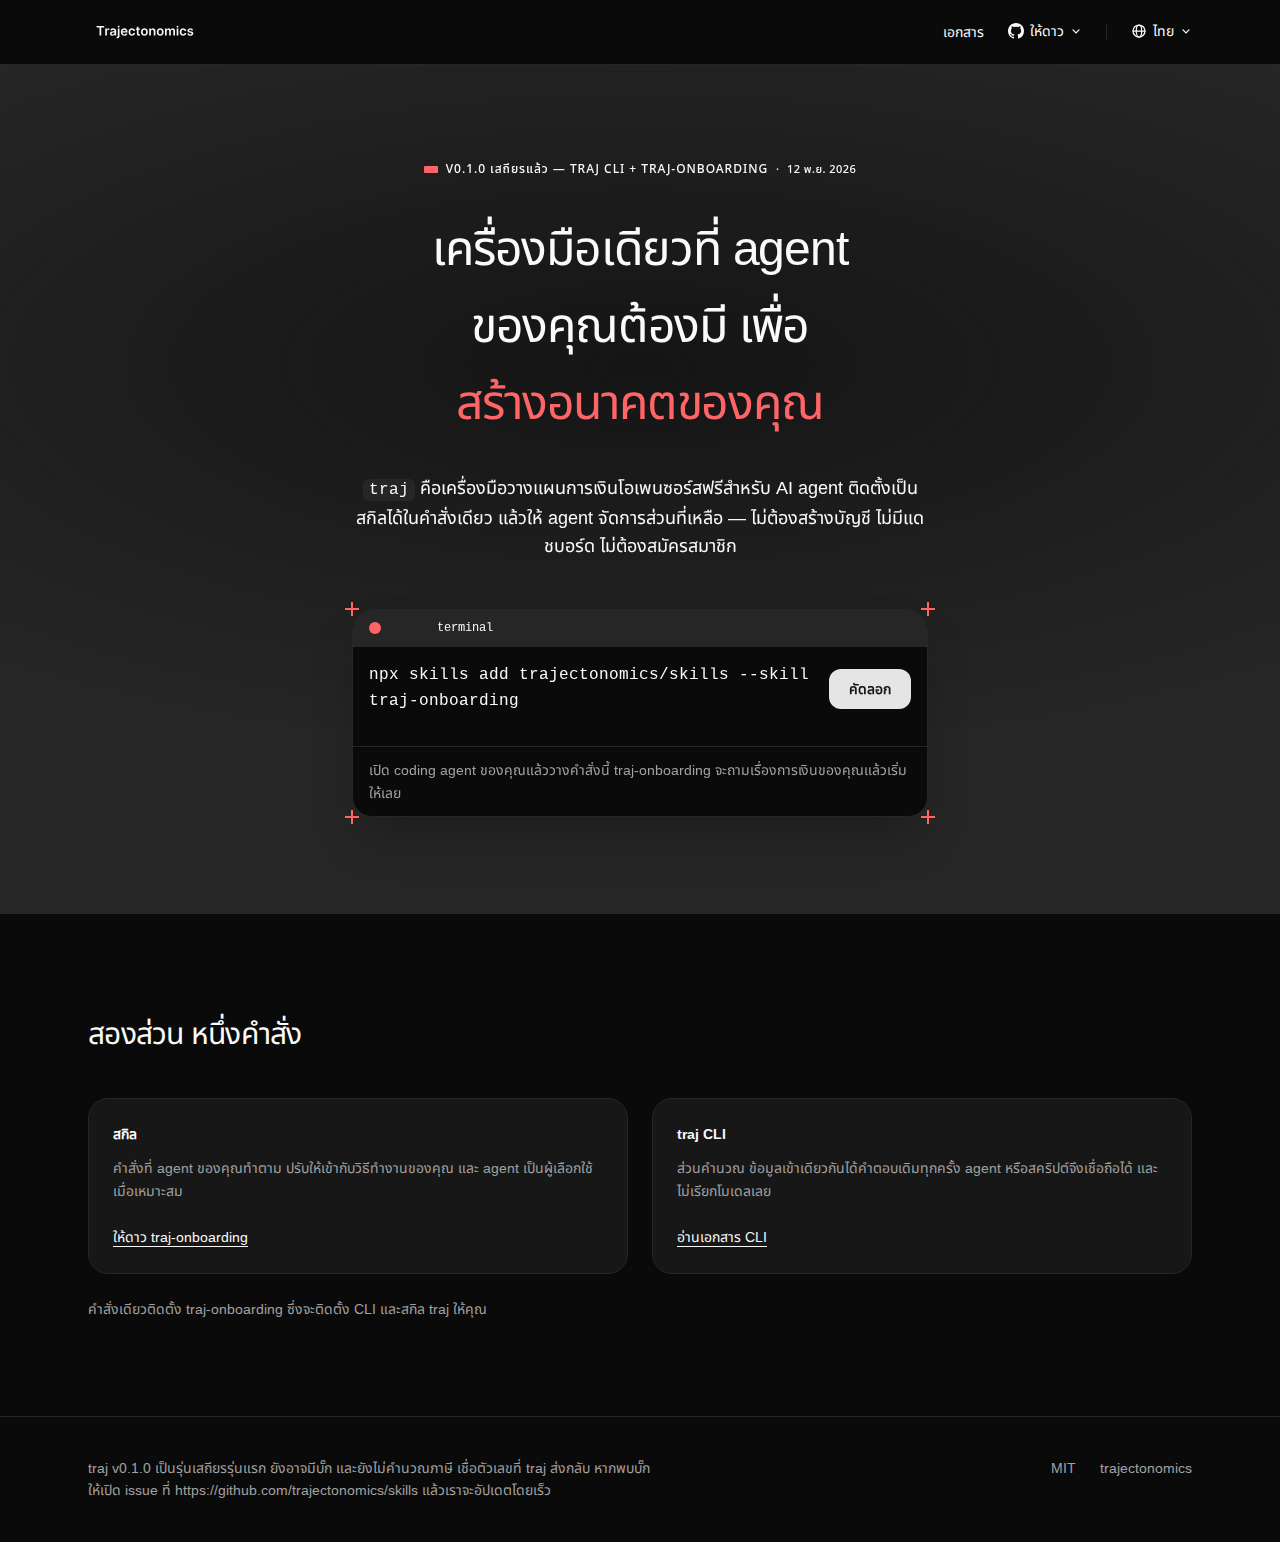 Trajectonomics
เอกสาร
ให้ดาว
ไทย
V0.1.0 เสถียรแล้ว — TRAJ CLI + TRAJ-ONBOARDING · 12 พ.ย. 2026
เครื่องมือเดียวที่ agent
ของคุณต้องมี เพื่อ
สร้างอนาคตของคุณ
traj คือเครื่องมือวางแผนการเงินโอเพนซอร์สฟรีสำหรับ AI agent ติดตั้งเป็น
สกิลได้ในคำสั่งเดียว แล้วให้ agent จัดการส่วนที่เหลือ — ไม่ต้องสร้างบัญชี ไม่มีแด
ชบอร์ด ไม่ต้องสมัครสมาชิก
terminal
npx skills add trajectonomics/skills --skill
traj-onboarding
คัดลอก
เปิด coding agent ของคุณแล้ววางคำสั่งนี้ traj-onboarding จะถามเรื่องการเงินของคุณแล้วเริ่ม
ให้เลย
สองส่วน หนึ่งคำสั่ง
สกิล
คำสั่งที่ agent ของคุณทำตาม ปรับให้เข้ากับวิธีทำงานของคุณ และ agent เป็นผู้เลือกใช้
เมื่อเหมาะสม
ให้ดาว traj-onboarding
traj CLI
ส่วนคำนวณ ข้อมูลเข้าเดียวกันได้คำตอบเดิมทุกครั้ง agent หรือสคริปต์จึงเชื่อถือได้ และ
ไม่เรียกโมเดลเลย
อ่านเอกสาร CLI
คำสั่งเดียวติดตั้ง traj-onboarding ซึ่งจะติดตั้ง CLI และสกิล traj ให้คุณ
traj v0.1.0 เป็นรุ่นเสถียรรุ่นแรก ยังอาจมีบั๊ก และยังไม่คำนวณภาษี เชื่อตัวเลขที่ traj ส่งกลับ หากพบบั๊ก
ให้เปิด issue ที่ https://github.com/trajectonomics/skills แล้วเราจะอัปเดตโดยเร็ว
MIT
trajectonomics